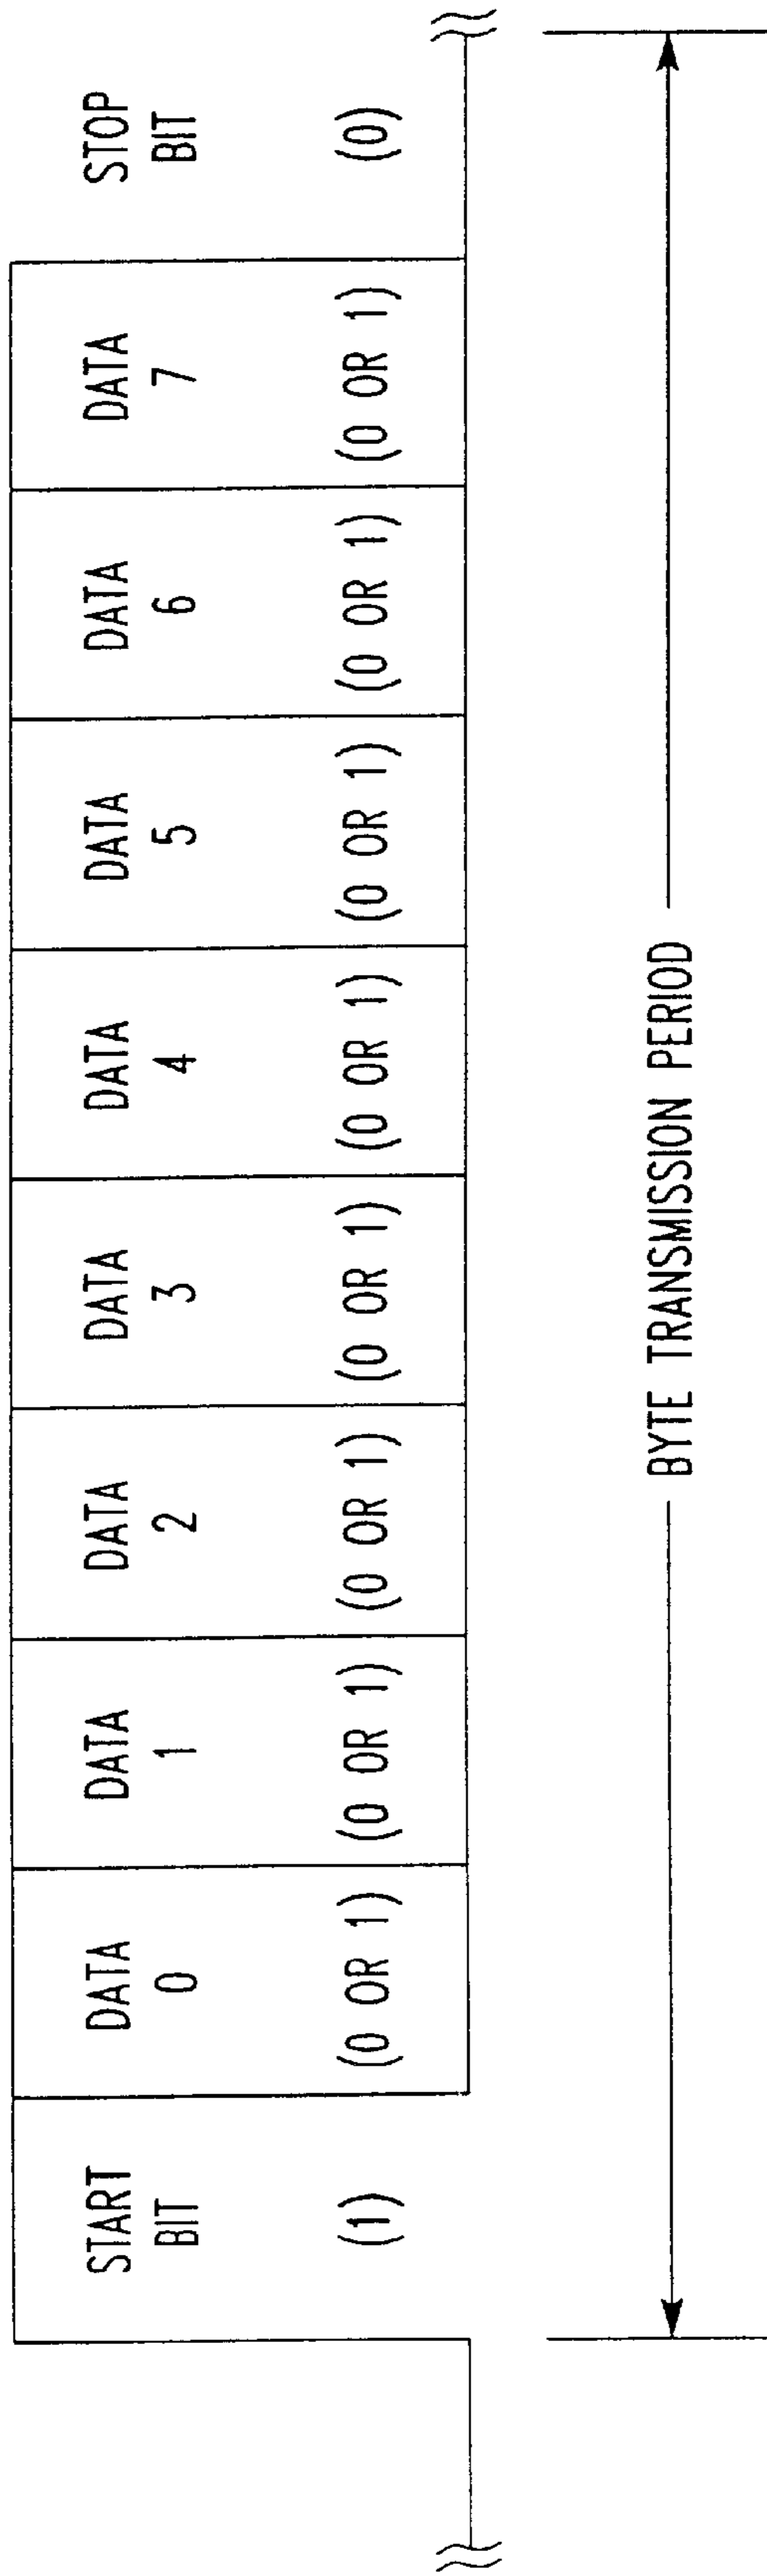 START
BIT
(1)
DATA
0
(0 OR 1)
DATA
1
(0 OR 1)
DATA
2
(0 OR 1)
DATA
3
(0 OR 1)
DATA
4
(0 OR 1)
DATA
5
(0 OR 1)
DATA
6
(0 OR 1)
DATA
7
(0 OR 1)
STOP
BIT
(0)
BYTE TRANSMISSION PERIOD